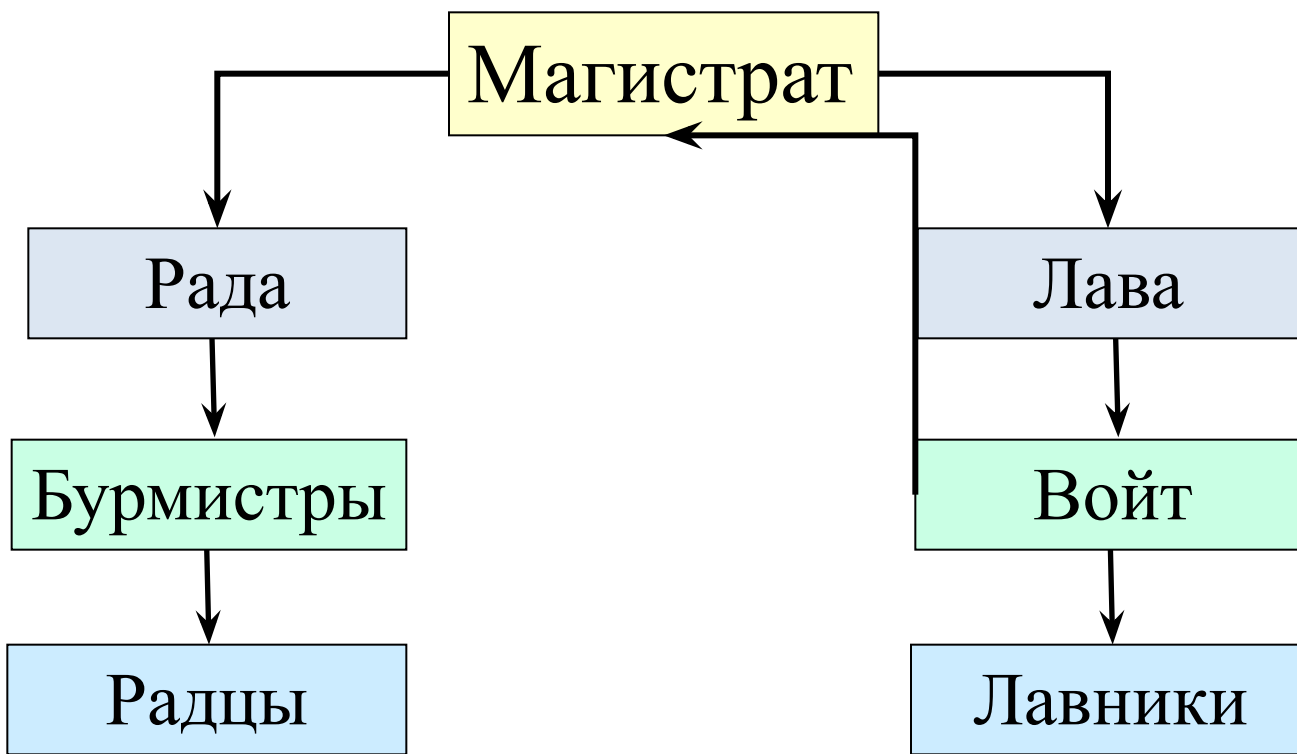 Магистрат
Рада
Лава
Бурмистры
Войт
Радцы
Лавники